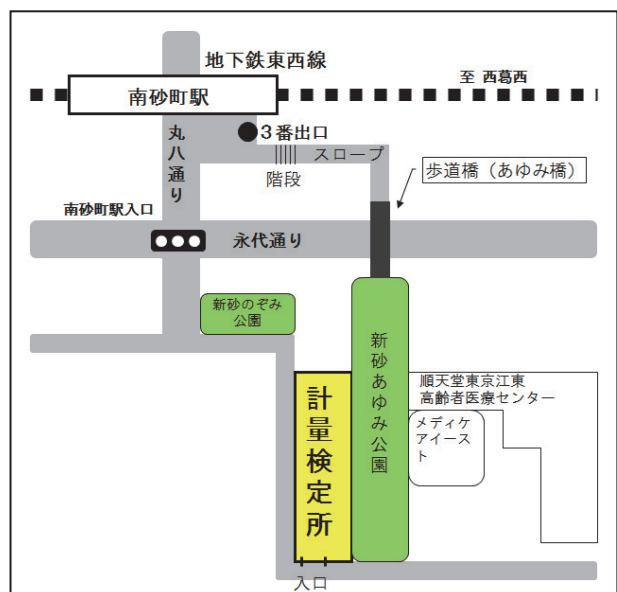 地下鉄東西線
至 西葛西
南砂町駅
3番出口
丸八通り
スロープ
階段
歩道橋（あゆみ橋）
南砂町駅入口
永代通り
新砂のぞみ
公園
新砂あゆみ公園
計量検定所
順天堂東京江東
高齢者医療センター
メディケ
アイース
ト
入口